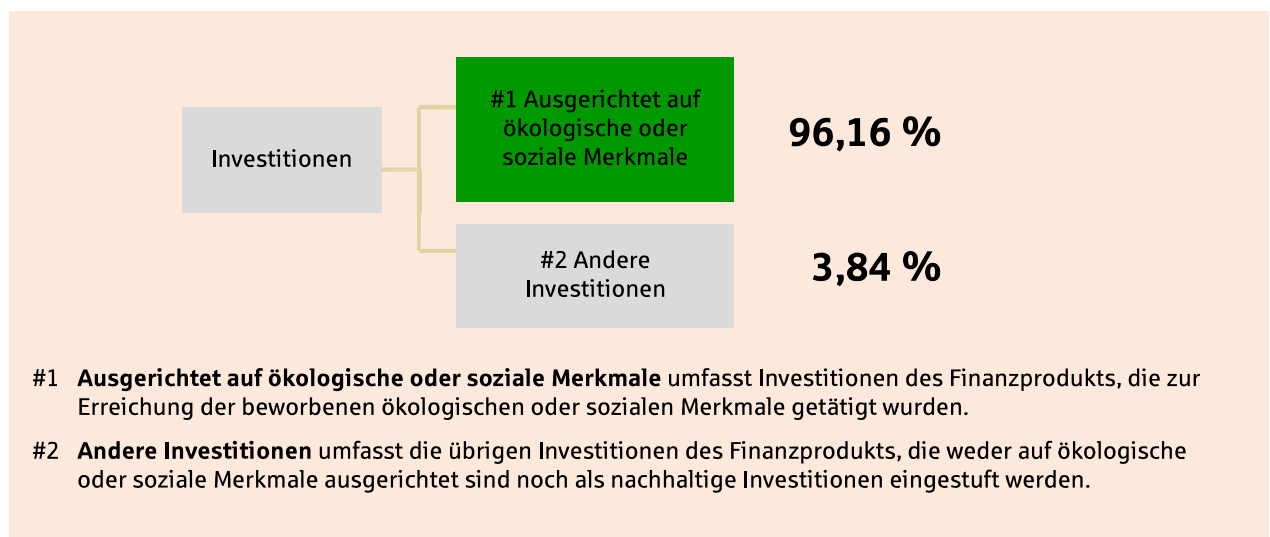 Investitionen
#1 Ausgerichtet auf
ökologische oder
soziale Merkmale
96,16 %
#2 Andere
Investitionen
3,84 %
#1 Ausgerichtet auf ökologische oder soziale Merkmale umfasst Investitionen des Finanzprodukts, die zur
Erreichung der beworbenen ökologischen oder sozialen Merkmale getätigt wurden.
#2 Andere Investitionen umfasst die übrigen Investitionen des Finanzprodukts, die weder auf ökologische
oder soziale Merkmale ausgerichtet sind noch als nachhaltige Investitionen eingestuft werden.